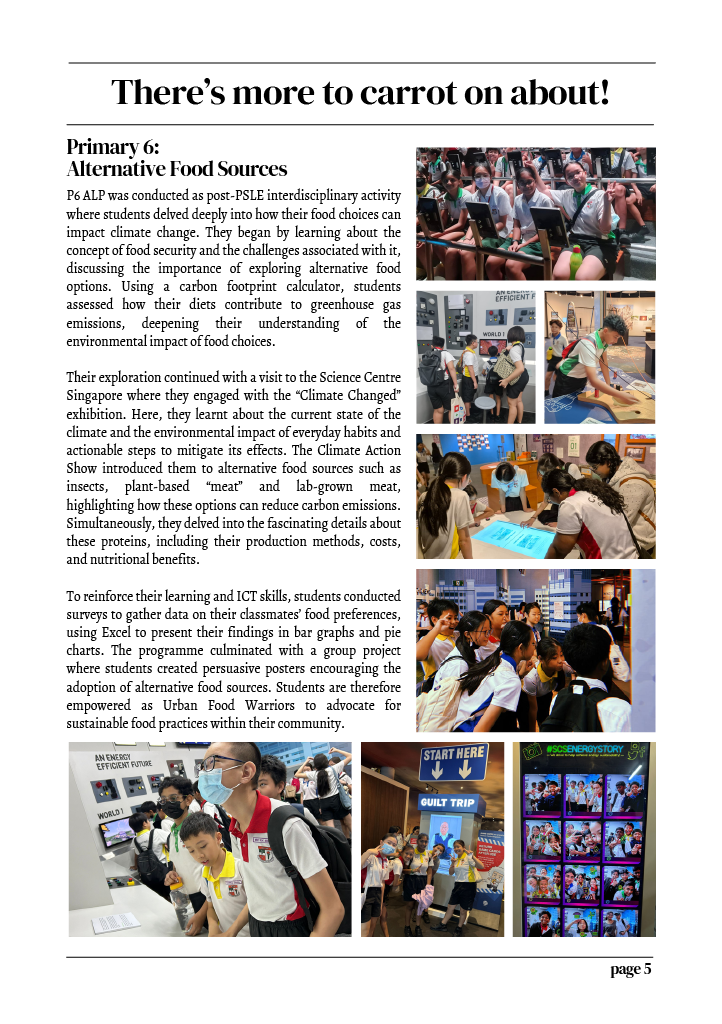 There’s more to carrot on about!
Primary 6:
Alternative Food Sources
P6 ALP was conducted as post-PSLE interdisciplinary activity
where students delved deeply into how their food choices can
impact climate change. They began by learning about the
concept of food security and the challenges associated with it,
discussing the importance of exploring alternative food
options. Using a carbon footprint calculator, students
assessed how their diets contribute to greenhouse gas
emissions, deepening their understanding of the
environmental impact of food choices.
Their exploration continued with a visit to the Science Centre
Singapore where they engaged with the “Climate Changed”
exhibition. Here, they learnt about the current state of the
climate and the environmental impact of everyday habits and
actionable steps to mitigate its effects. The Climate Action
Show introduced them to alternative food sources such as
insects, plant-based “meat” and lab-grown meat,
highlighting how these options can reduce carbon emissions.
Simultaneously, they delved into the fascinating details about
these proteins, including their production methods, costs,
and nutritional benefits.
To reinforce their learning and ICT skills, students conducted
surveys to gather data on their classmates’ food preferences,
using Excel to present their findings in bar graphs and pie
charts. The programme culminated with a group project
where students created persuasive posters encouraging the
adoption of alternative food sources. Students are therefore
empowered as Urban Food Warriors to advocate for
sustainable food practices within their community.
AN ENERGY
EFFICIENT F
WORLD 1
01
AN ENERGY
EFFICIENT FUTURE
WORLD 1
START HERE
GUILT TRIP
#SCSENERGYSTORY
page 5